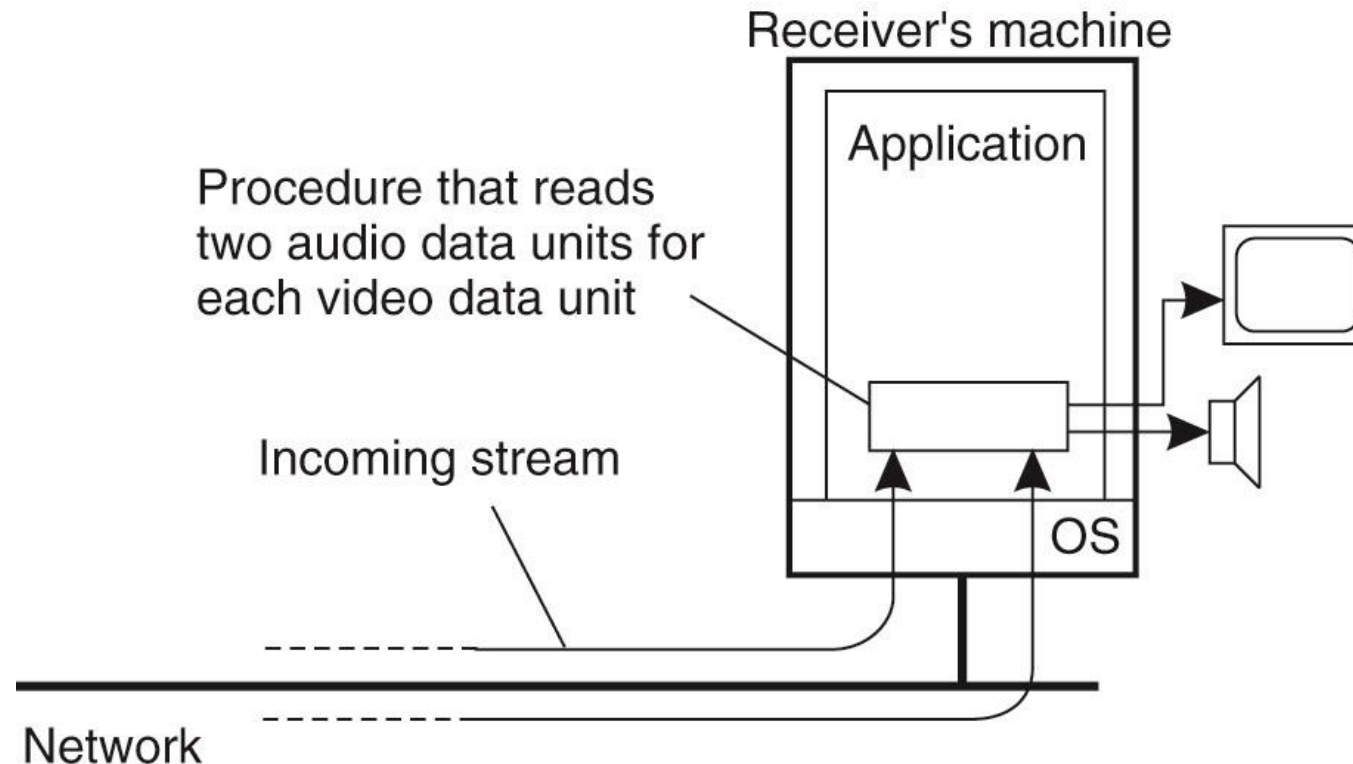 Receiver's machine
Application
Procedure that reads
two audio data units for
each video data unit
Incoming stream
OS
Network